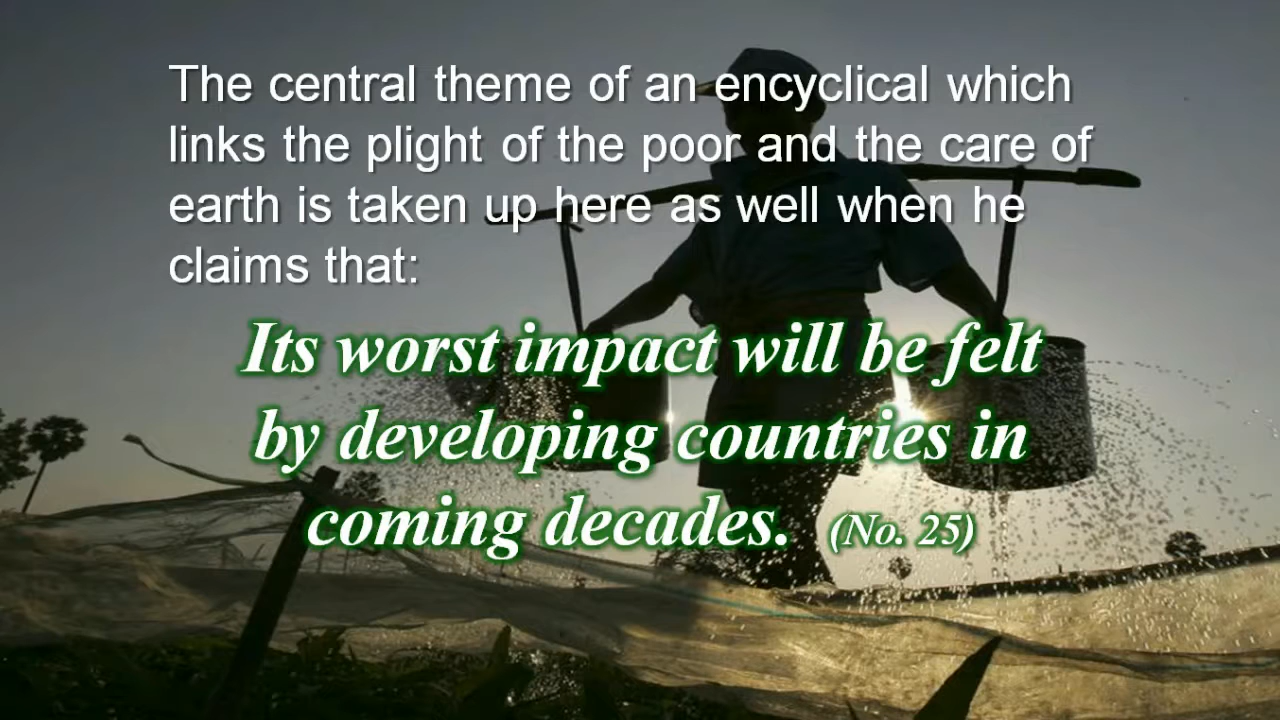 The central theme of an encyclical which
links the plight of the poor and the care of
earth is taken up here as well when he
claims that:
Its worst impact will be felt
by developing countries in
coming decades. (No. 25)